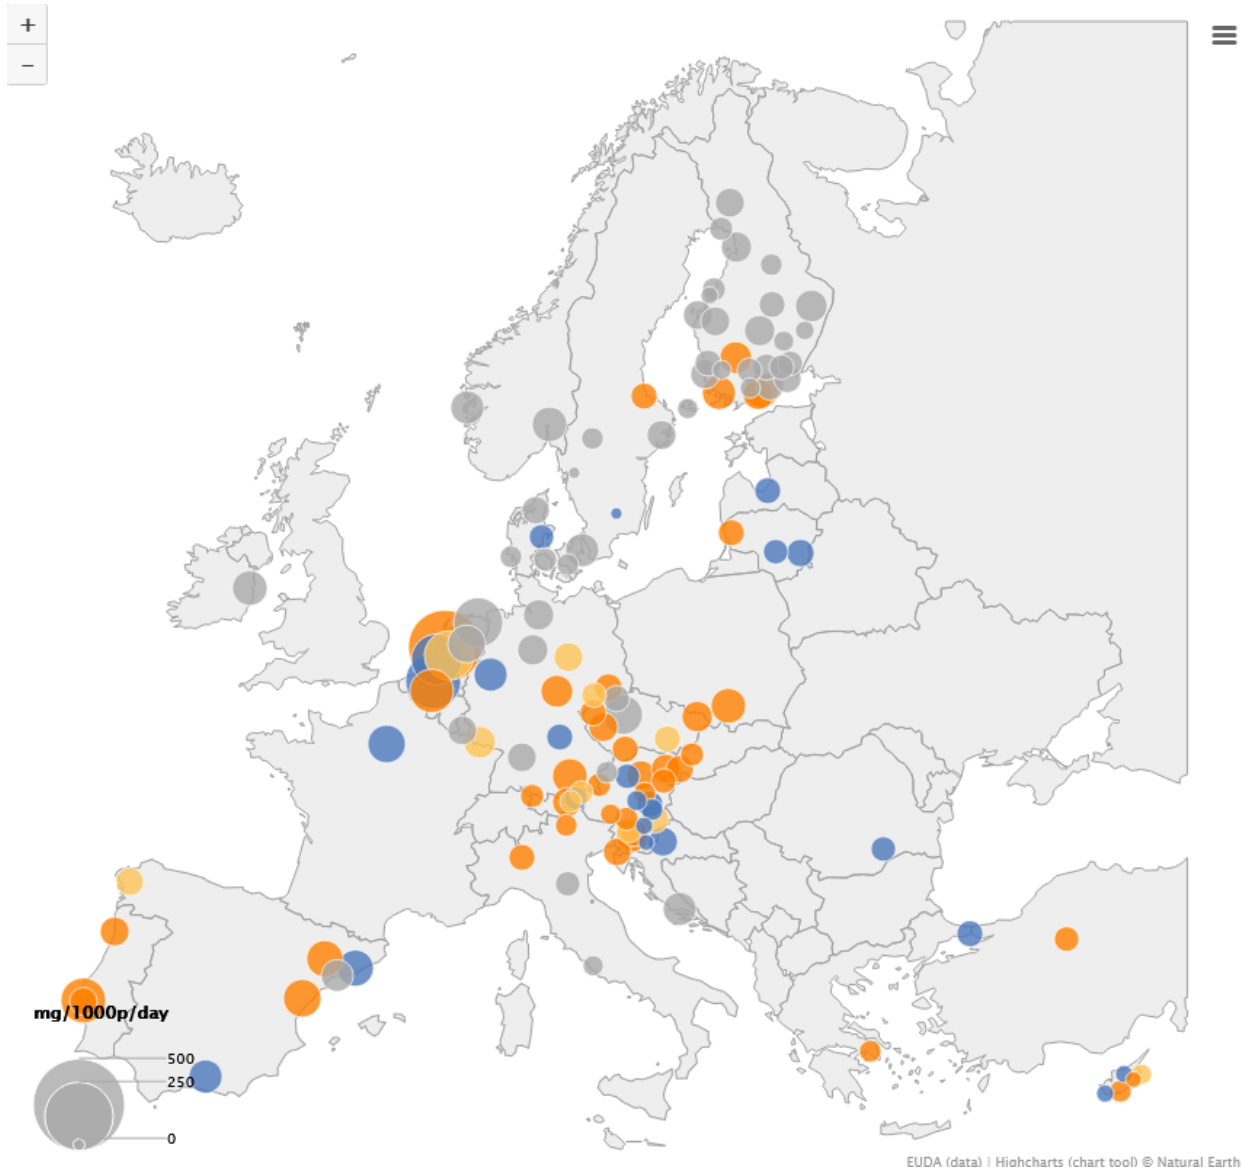 +
−
mg/1000p/day
500
250
0
EUDA (data) | Highcharts (chart tool) © Natural Earth